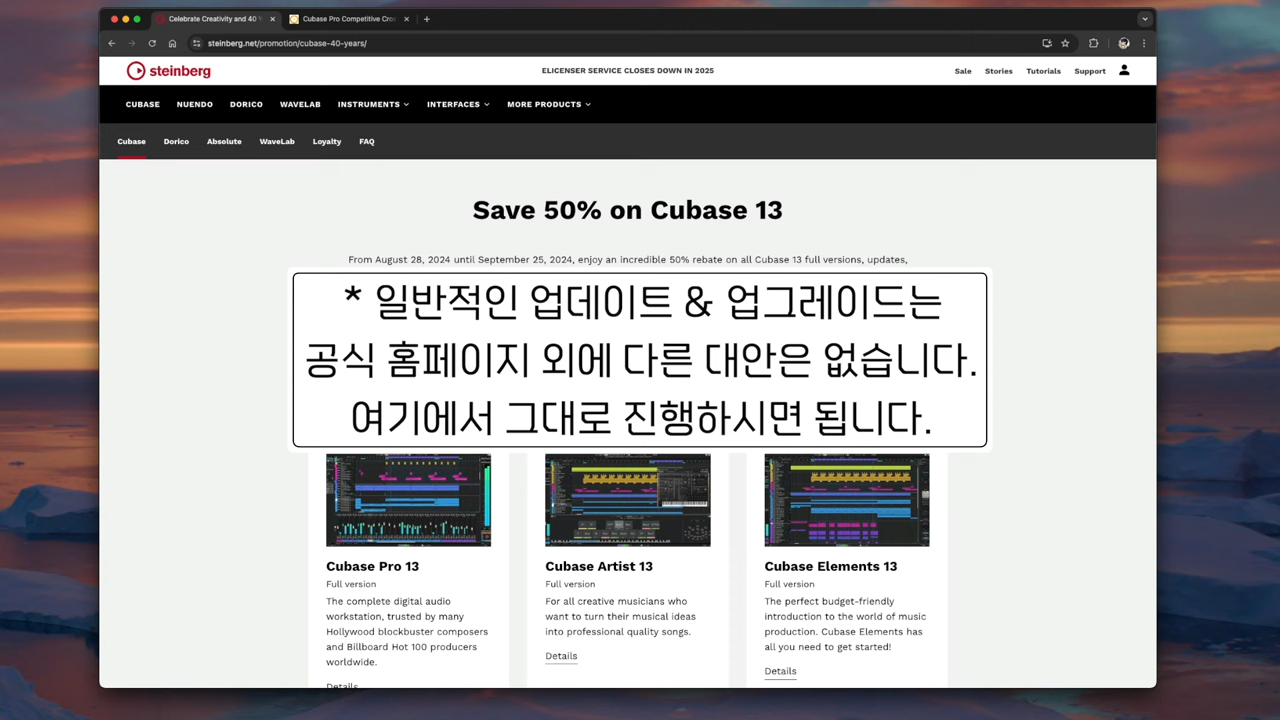 Celebrate Creativity and 40 Y
Cubase Pro Competitive Cros
steinberg.net/promotion/cubase-40-years/
steinberg
ELICENSER SERVICE CLOSES DOWN IN 2025
Sale Stories Tutorials Support
CUBASE NUENDO DORICO WAVELAB INSTRUMENTS INTERFACES MORE PRODUCTS
Cubase Dorico Absolute WaveLab Loyalty FAQ
Save 50% on Cubase 13
From August 28, 2024 until September 25, 2024, enjoy an incredible 50% rebate on all Cubase 13 full versions, updates,
* 일반적인 업데이트 & 업그레이드는
공식 홈페이지 외에 다른 대안은 없습니다.
여기에서 그대로 진행하시면 됩니다.
Cubase Pro 13
Full version
The complete digital audio
workstation, trusted by many
Hollywood blockbuster composers
and Billboard Hot 100 producers
worldwide.
Details
Cubase Artist 13
Full version
For all creative musicians who
want to turn their musical ideas
into professional quality songs.
Details
Cubase Elements 13
Full version
The perfect budget-friendly
introduction to the world of music
production. Cubase Elements has
all you need to get started!
Details